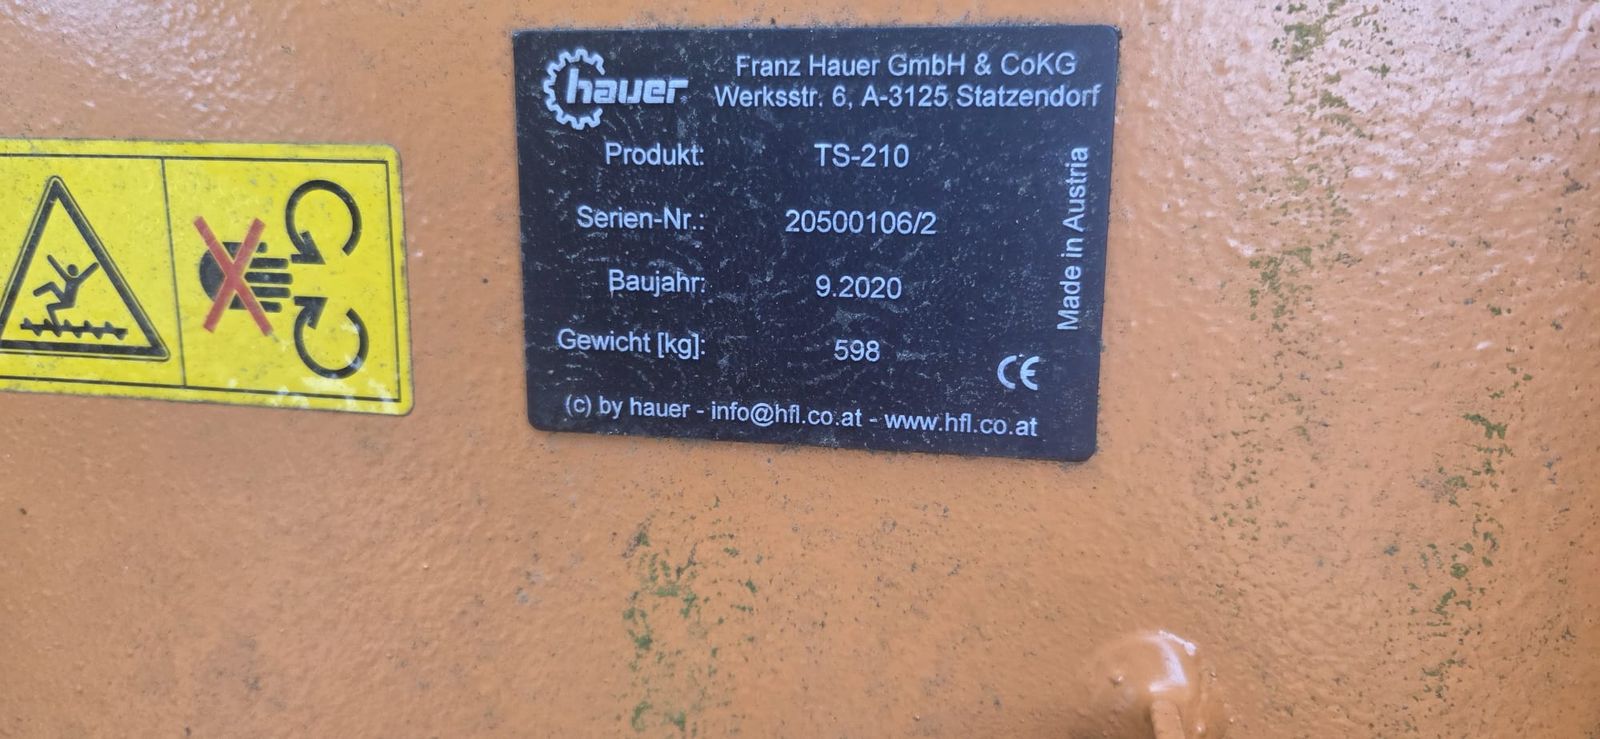 hauer
Franz Hauer GmbH & CoKG
Werksstr. 6, A-3125 Statzendorf
Produkt: TS-210
Serien-Nr.: 20500106/2
Baujahr: 9.2020
Gewicht [kg]: 598
Made in Austria
CE
(c) by hauer - info@hfl.co.at - www.hfl.co.at